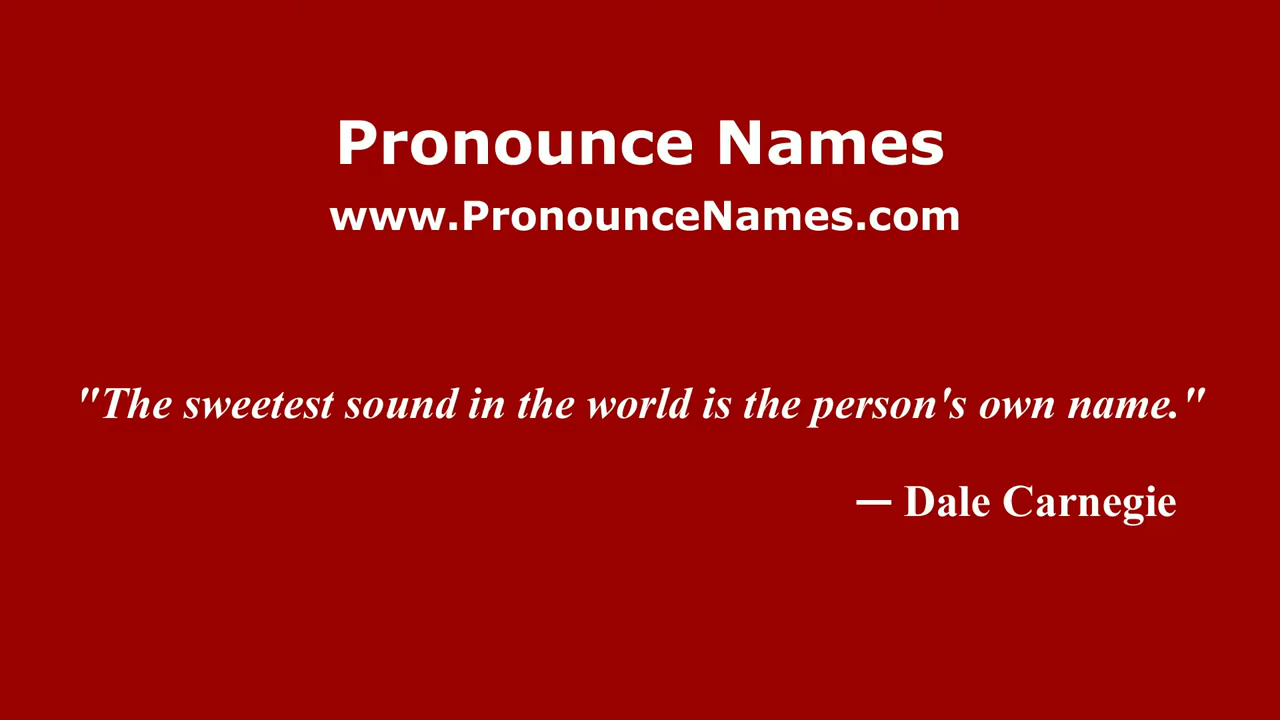 Pronounce Names
www.PronounceNames.com
"The sweetest sound in the world is the person's own name."
— Dale Carnegie